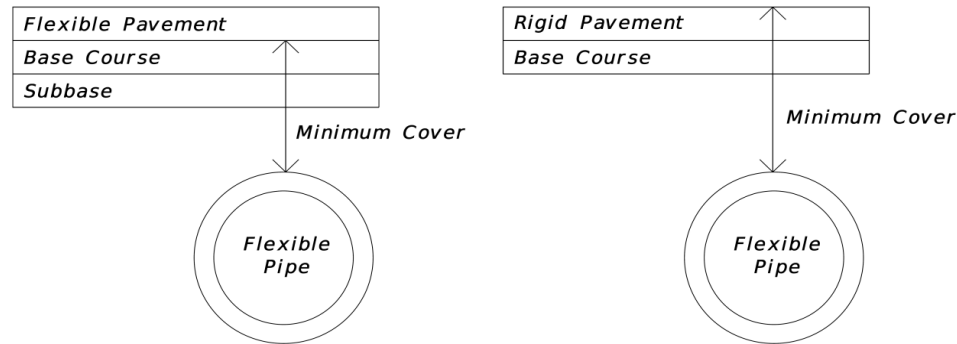 Flexible Pavement
Base Course
Subbase
Minimum Cover
Flexible
Pipe
Rigid Pavement
Base Course
Minimum Cover
Flexible
Pipe